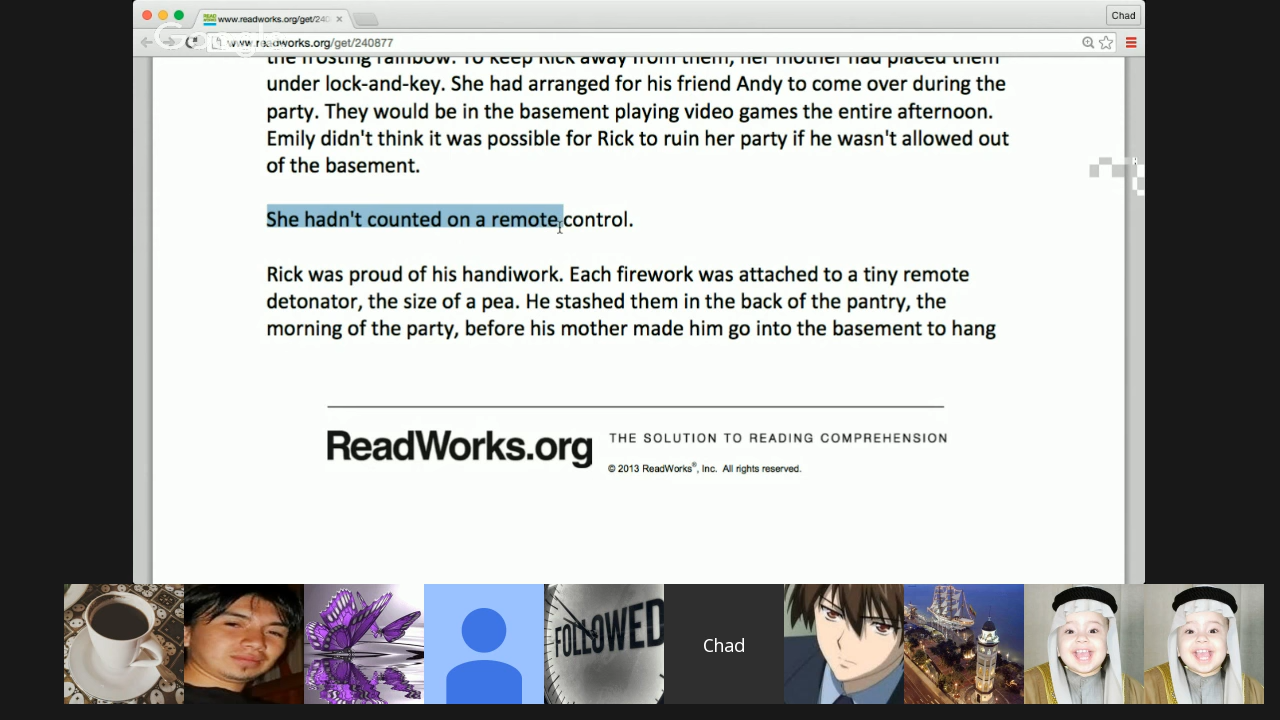 www.readworks.org/get/240
Chad
Google
www.readworks.org/get/240877
the frosting rainbow. To keep Rick away from them, her mother had placed them
under lock-and-key. She had arranged for his friend Andy to come over during the
party. They would be in the basement playing video games the entire afternoon.
Emily didn't think it was possible for Rick to ruin her party if he wasn't allowed out
of the basement.
She hadn't counted on a remote control.
Rick was proud of his handiwork. Each firework was attached to a tiny remote
detonator, the size of a pea. He stashed them in the back of the pantry, the
morning of the party, before his mother made him go into the basement to hang
ReadWorks.org
THE SOLUTION TO READING COMPREHENSION
© 2013 ReadWorks®, Inc. All rights reserved.
FOLLOWED
Chad